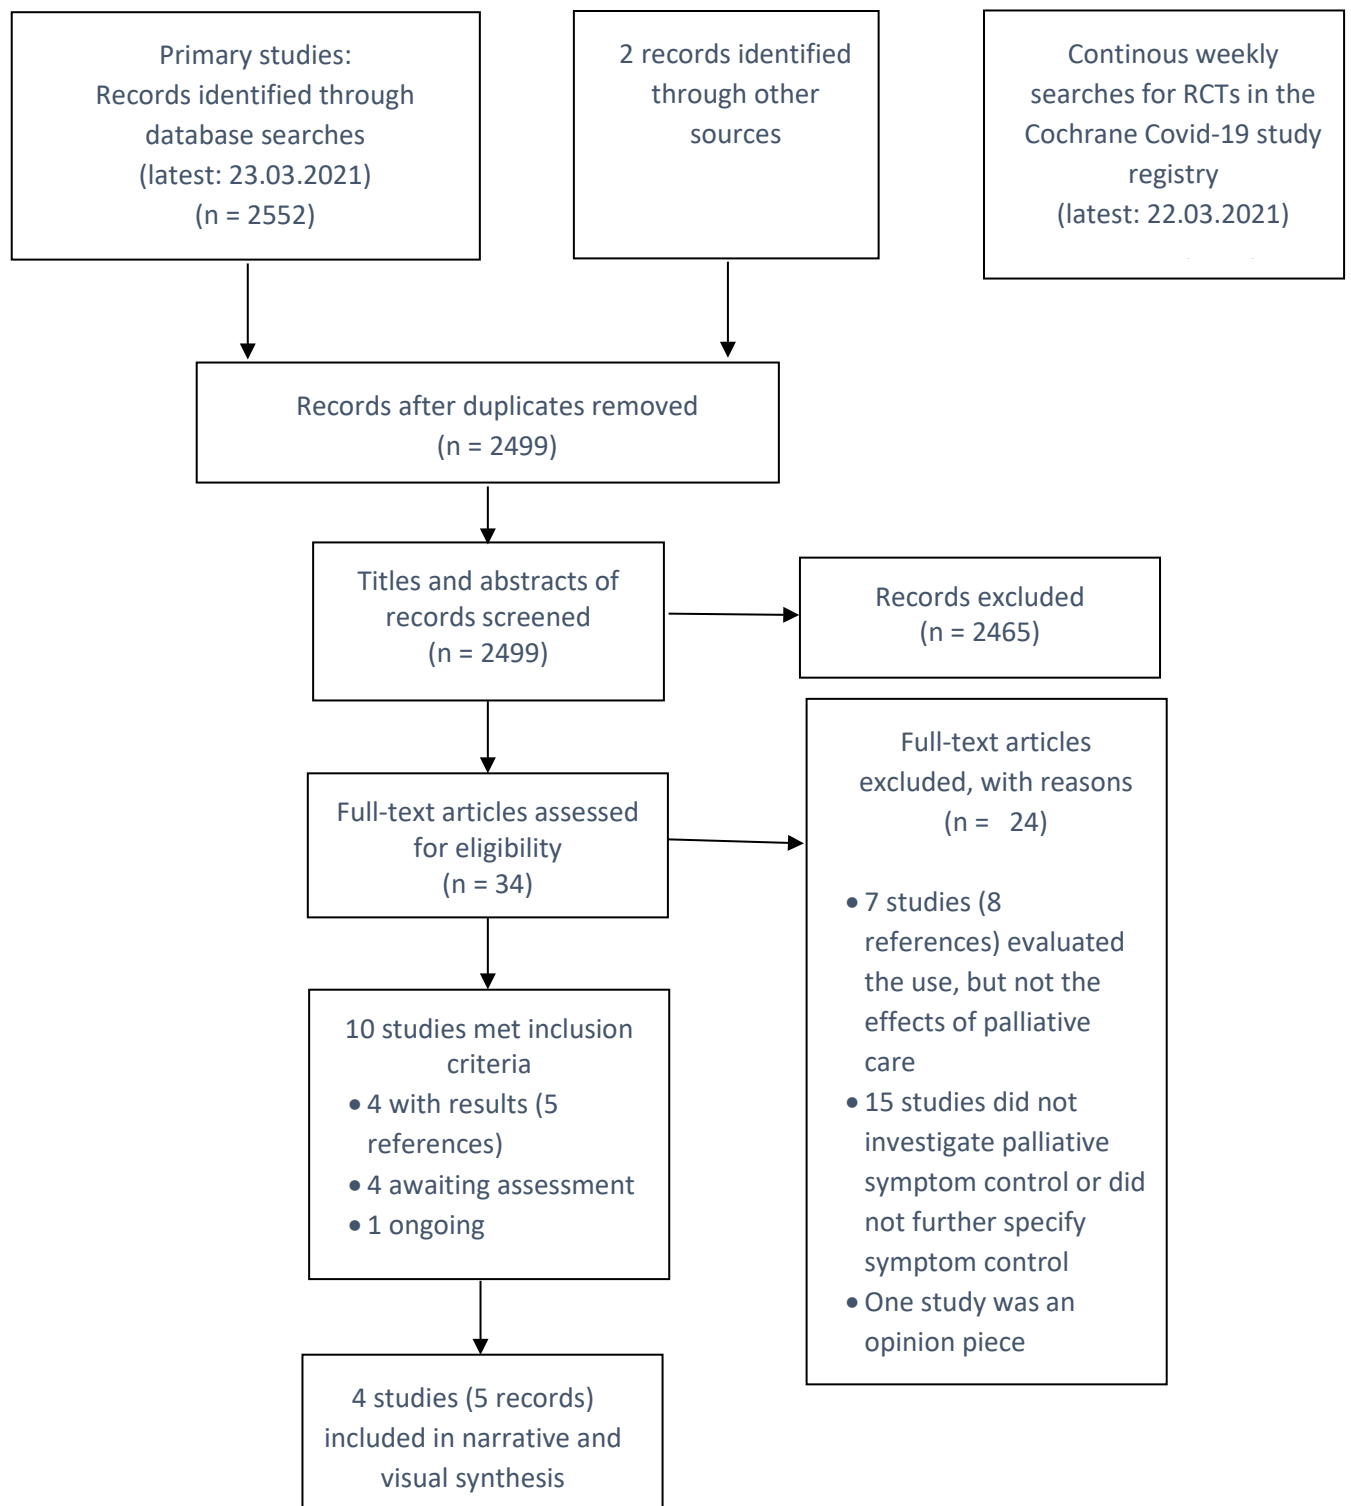 Primary studies:
Records identified through
database searches
(latest: 23.03.2021)
(n = 2552)
2 records identified
through other
sources
Continous weekly
searches for RCTs in the
Cochrane Covid-19 study
registry
(latest: 22.03.2021)
Records after duplicates removed
(n = 2499)
Titles and abstracts of
records screened
(n = 2499)
Records excluded
(n = 2465)
Full-text articles assessed
for eligibility
(n = 34)
Full-text articles
excluded, with reasons
(n =   24)
• 7 studies (8
references) evaluated
the use, but not the
effects of palliative
care
• 15 studies did not
investigate palliative
symptom control or did
not further specify
symptom control
• One study was an
opinion piece
10 studies met inclusion
criteria
• 4 with results (5
references)
• 4 awaiting assessment
• 1 ongoing
4 studies (5 records)
included in narrative and
visual synthesis